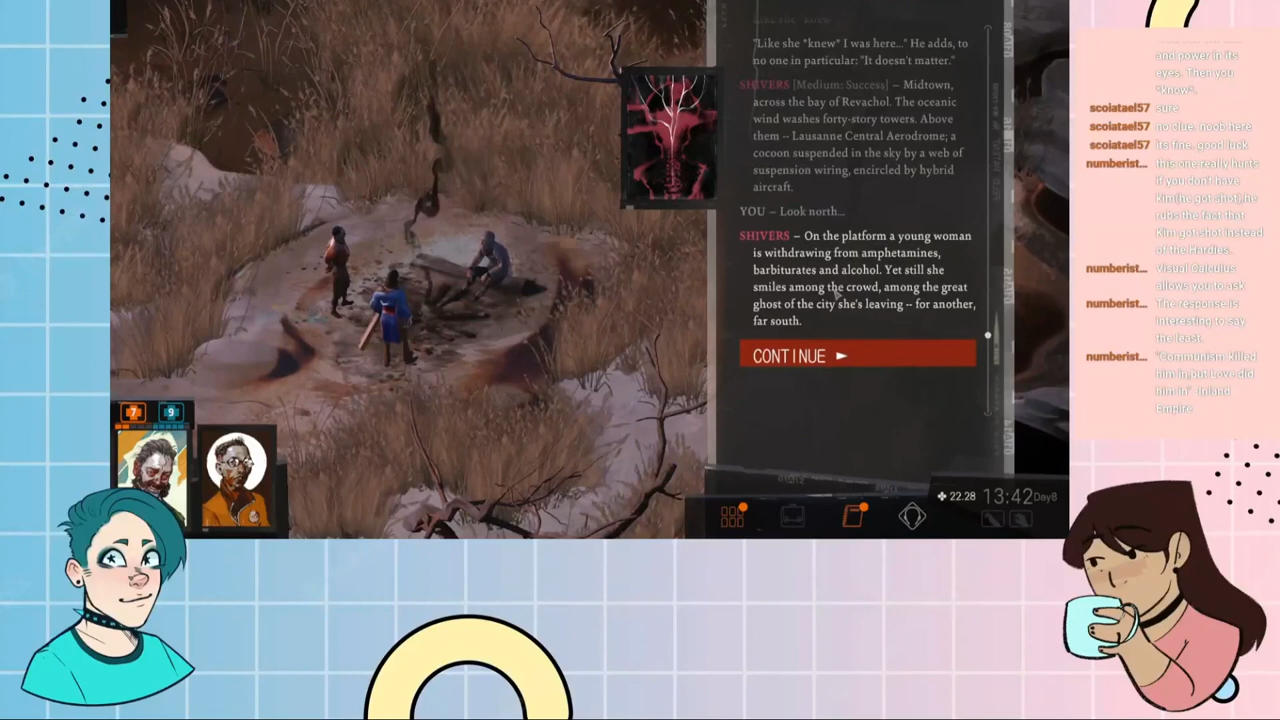 "Like she *knew* I was here..." He adds, to
no one in particular: "It doesn't matter."
SHIVERS [Medium: Success] – Midtown,
across the bay of Revachol. The oceanic
wind washes forty-story towers. Above
them -- Lausanne Central Aerodrome; a
cocoon suspended in the sky by a web of
suspension wiring, encircled by hybrid
aircraft.
YOU – Look north...
SHIVERS – On the platform a young woman
is withdrawing from amphetamines,
barbiturates and alcohol. Yet still she
smiles among the crowd, among the great
ghost of the city she's leaving -- for another,
far south.
CONTINUE
7 9
22.28 13:42 Day8
and power in its
eyes. Then you
*know*.
scoiatael57 sure
scoiatael57 no clue. noob here
scoiatael57 its fine. good luck
numberist... this one really hurts
if you don't have
kim(he got shot),he
rubs the fact that
Kim got shot instead
of the Hardies.
numberist... Visual Calculus
allows you to ask
numberist... The response is
interesting to say
the least.
numberist... "Communism killed
him in,but Love did
him in" -Inland
Empire